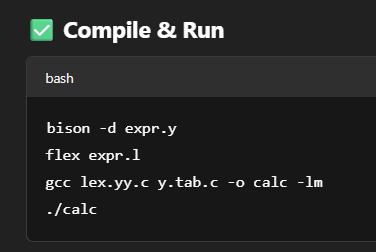 ✅ Compile & Run
bash
bison -d expr.y
flex expr.l
gcc lex.yy.c y.tab.c -o calc -lm
./calc